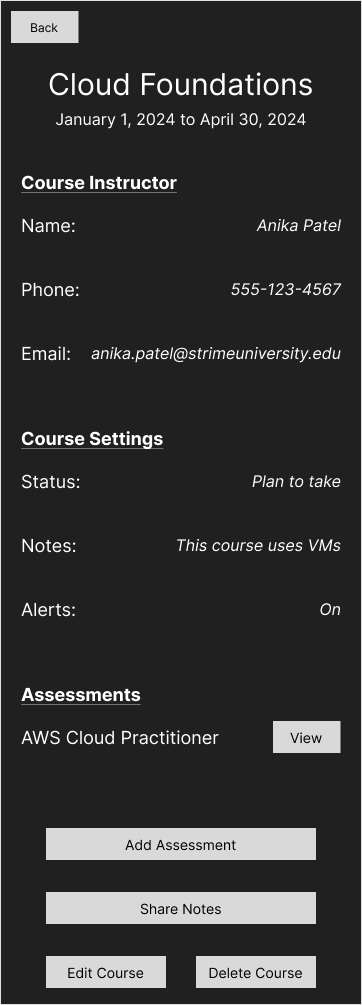 Back
Cloud Foundations
January 1, 2024 to April 30, 2024
Course Instructor
Name: Anika Patel
Phone: 555-123-4567
Email: anika.patel@strimeuniversity.edu
Course Settings
Status: Plan to take
Notes: This course uses VMs
Alerts: On
Assessments
AWS Cloud Practitioner View
Add Assessment
Share Notes
Edit Course Delete Course